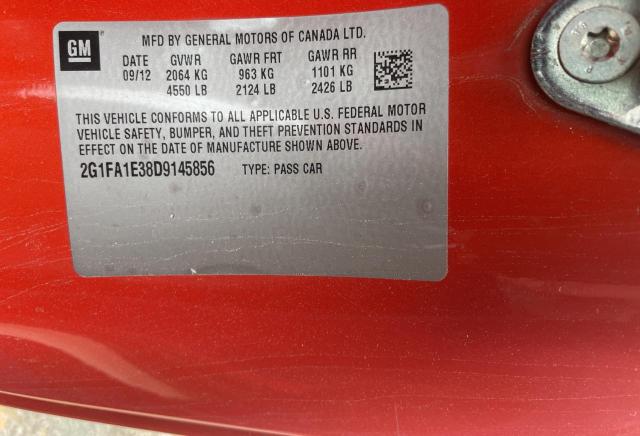 GM
MFD BY GENERAL MOTORS OF CANADA LTD.
DATE GVWR GAWR FRT GAWR RR
09/12 2064 KG 963 KG 1101 KG
4550 LB 2124 LB 2426 LB
THIS VEHICLE CONFORMS TO ALL APPLICABLE U.S. FEDERAL MOTOR
VEHICLE SAFETY, BUMPER, AND THEFT PREVENTION STANDARDS IN
EFFECT ON THE DATE OF MANUFACTURE SHOWN ABOVE.
2G1FA1E38D9145856 TYPE: PASS CAR